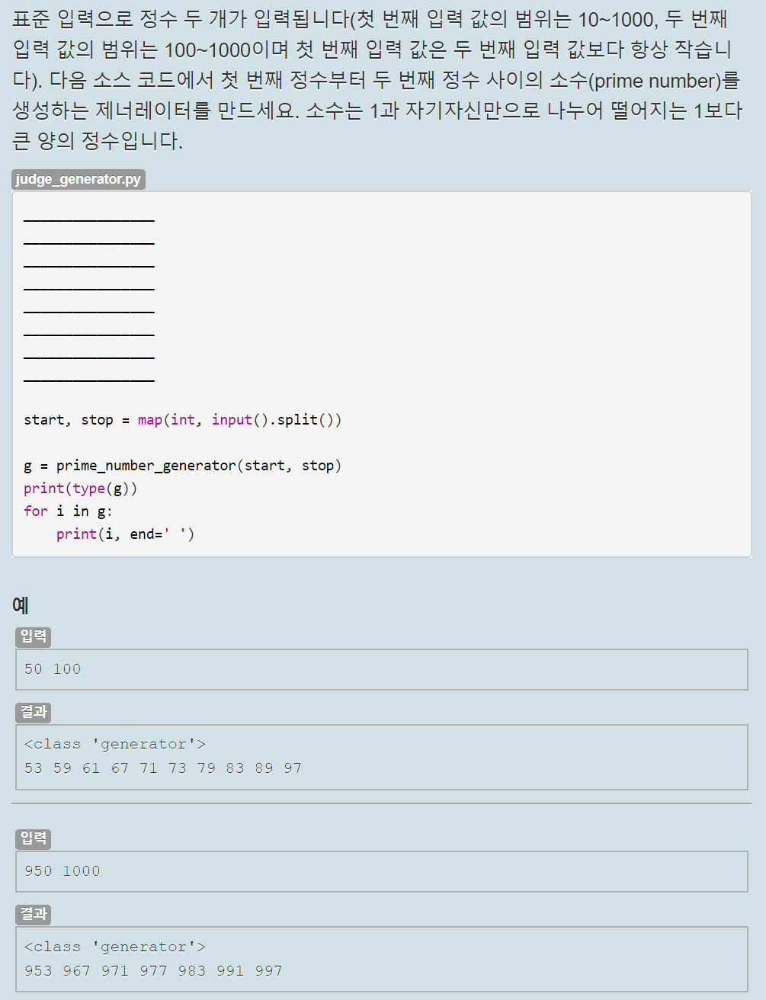 표준 입력으로 정수 두 개가 입력됩니다(첫 번째 입력 값의 범위는 10~1000, 두 번째
입력 값의 범위는 100~1000이며 첫 번째 입력 값은 두 번째 입력 값보다 항상 작습니
다). 다음 소스 코드에서 첫 번째 정수부터 두 번째 정수 사이의 소수(prime number)를
생성하는 제너레이터를 만드세요. 소수는 1과 자기자신만으로 나누어 떨어지는 1보다
큰 양의 정수입니다.
judge_generator.py
________________
________________
________________
________________
________________
________________
________________
________________
start, stop = map(int, input().split())
g = prime_number_generator(start, stop)
print(type(g))
for i in g:
    print(i, end=' ')
예
입력
50 100
결과
<class 'generator'>
53 59 61 67 71 73 79 83 89 97
입력
950 1000
결과
<class 'generator'>
953 967 971 977 983 991 997